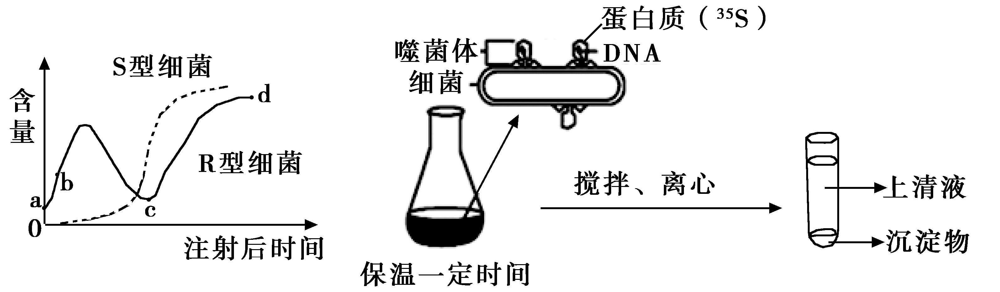 S型细菌
含量
a
b
c
d
0
R型细菌
注射后时间
蛋白质（³⁵S）
噬菌体
DNA
细菌
保温一定时间
搅拌、离心
上清液
沉淀物